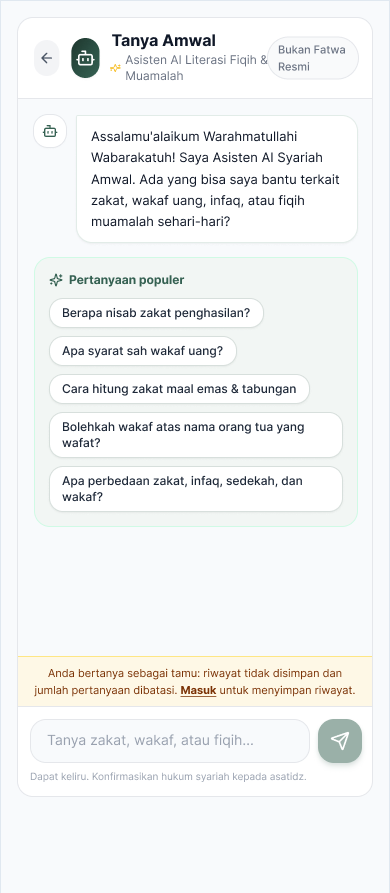 Tanya Amwal
Asisten AI Literasi Fiqih &
Muamalah
Bukan Fatwa
Resmi
Assalamu'alaikum Warahmatullahi
Wabarakatuh! Saya Asisten AI Syariah
Amwal. Ada yang bisa saya bantu terkait
zakat, wakaf uang, infaq, atau fiqih
muamalah sehari-hari?
Pertanyaan populer
Berapa nisab zakat penghasilan?
Apa syarat sah wakaf uang?
Cara hitung zakat maal emas & tabungan
Bolehkah wakaf atas nama orang tua yang
wafat?
Apa perbedaan zakat, infaq, sedekah, dan
wakaf?
Anda bertanya sebagai tamu: riwayat tidak disimpan dan
jumlah pertanyaan dibatasi. Masuk untuk menyimpan riwayat.
Tanya zakat, wakaf, atau fiqih...
Dapat keliru. Konfirmasikan hukum syariah kepada asatidz.